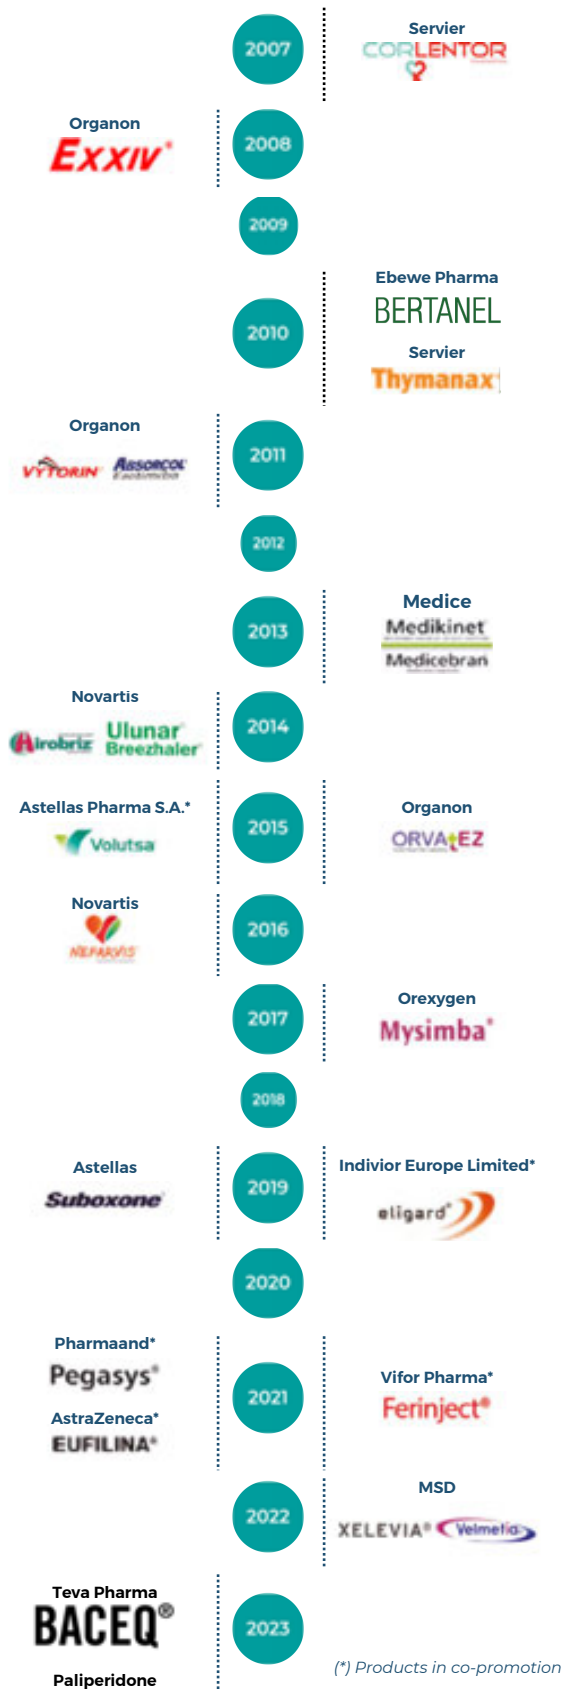 2007
Servier
CORLENTOR
Organon
EXXIV®
2008
2009
2010
Ebewe Pharma
BERTANEL
Servier
Thymanax
Organon
VYTORIN ABSORCOL
Ezetimiba
2011
2012
2013
Medice
Medikinet
Medicebran
Novartis
Hirobriz Ulunar
Breezhaler
2014
Astellas Pharma S.A.*
Volutsa
2015
Organon
ORVATEZ
Novartis
NEPARVIS
2016
2017
Orexygen
Mysimba®
2018
Astellas
Suboxone
2019
Indivior Europe Limited*
eligard®
2020
Pharmaand*
Pegasys®
AstraZeneca*
EUFILINA®
2021
Vifor Pharma*
Ferinject®
2022
MSD
XELEVIA® Velmetia
Teva Pharma
BACEQ®
Paliperidone
2023
(*) Products in co-promotion